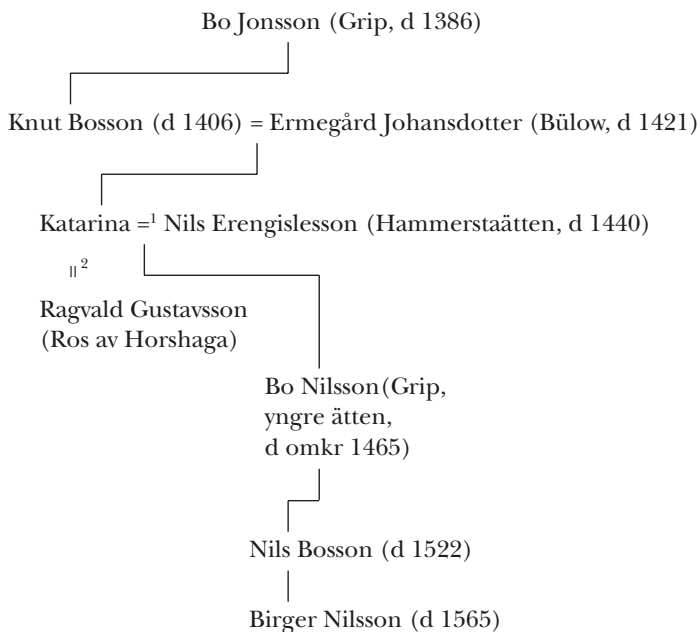 Bo Jonsson (Grip, d 1386)
Knut Bosson (d 1406) = Ermegård Johansdotter (Bülow, d 1421)
Katarina =¹ Nils Erengislesson (Hammerstaätten, d 1440)
॥²
Ragvald Gustavsson
(Ros av Horshaga)
Bo Nilsson(Grip,
yngre ätten,
d omkr 1465)
Nils Bosson (d 1522)
Birger Nilsson (d 1565)